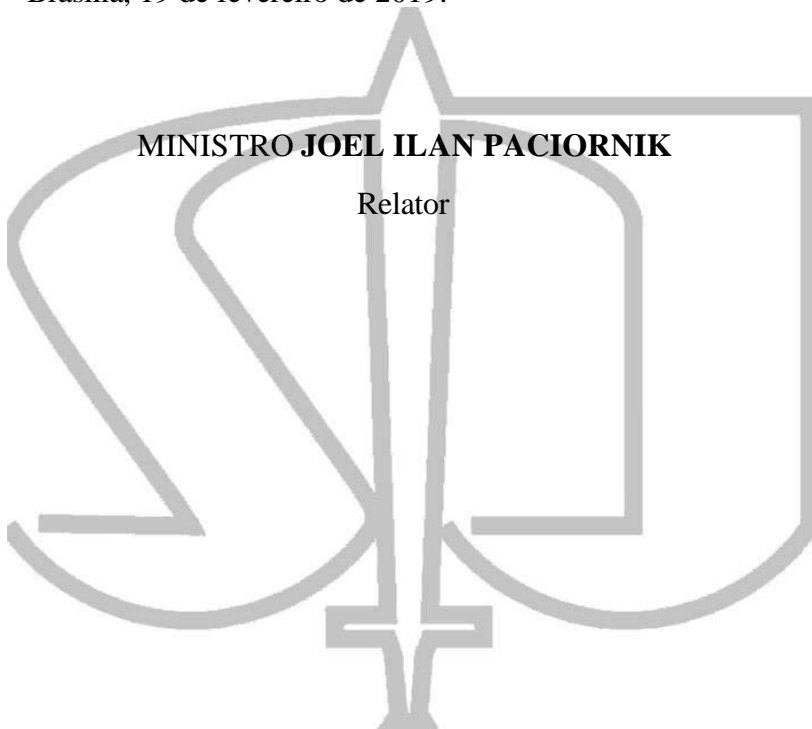 Brasília, 19 de fevereiro de 2019.
MINISTRO JOEL ILAN PACIORNIK
Relator